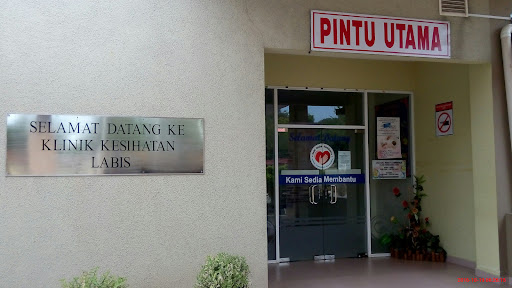 PINTU UTAMA
SELAMAT DATANG KE
KLINIK KESIHATAN
LABIS
Kami Sedia Membantu